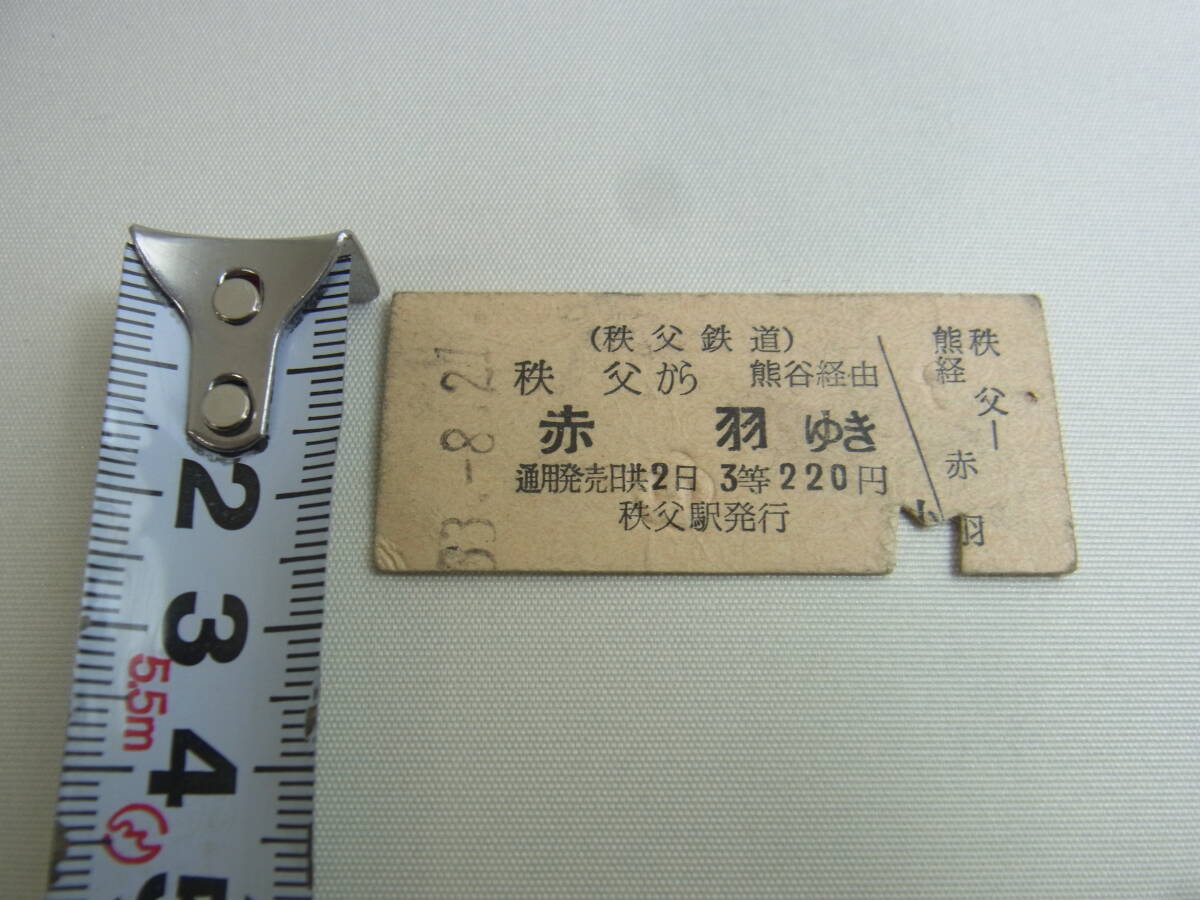 (秩父鉄道)
秩父から 熊谷経由
赤羽ゆき
通用発売日共2日 3等220円
秩父駅発行
秩父―赤羽
熊経
小
33.-8.21
2
3
4
5
5.5m